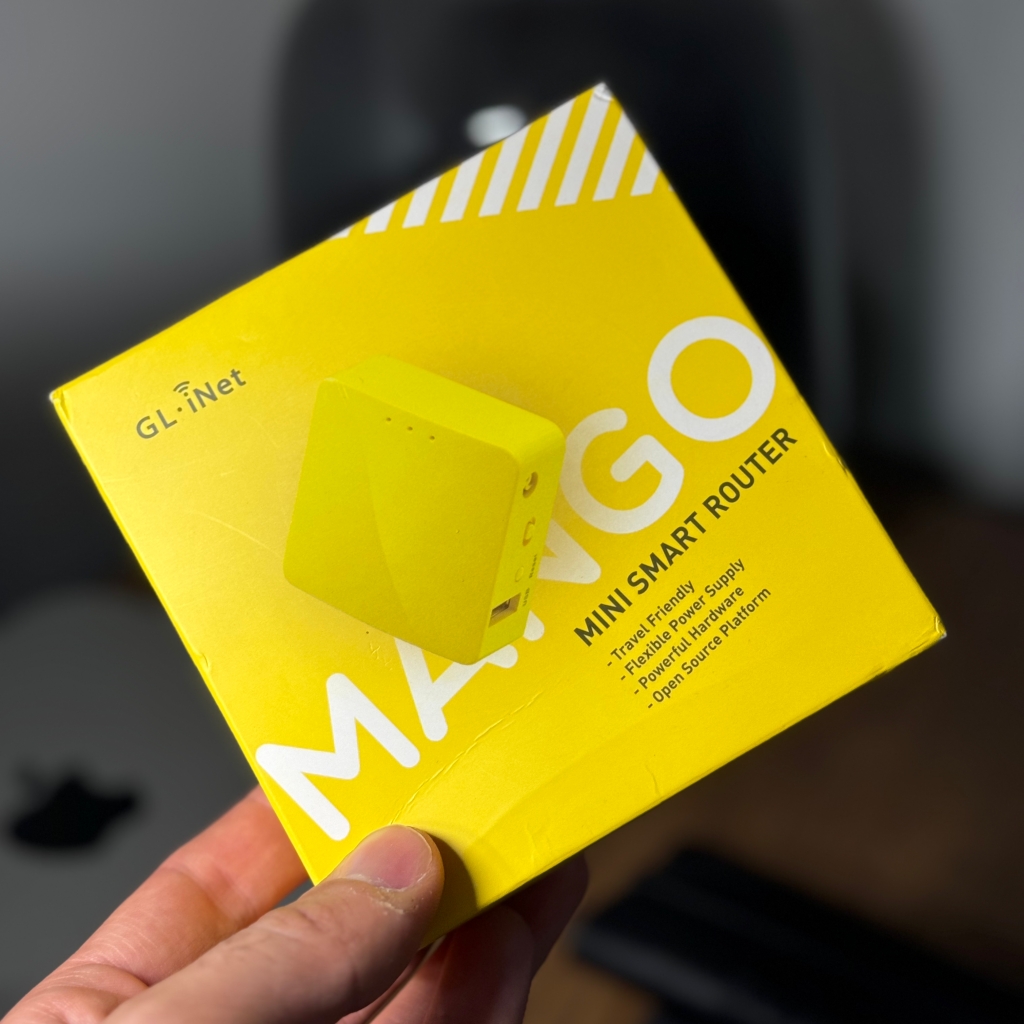 GL·iNet
MANGO
MINI SMART ROUTER
- Travel Friendly
- Flexible Power Supply
- Powerful Hardware
- Open Source Platform